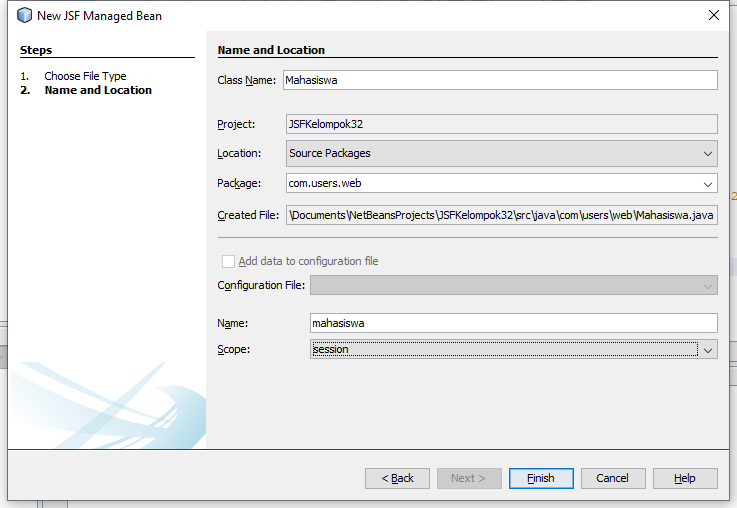 New JSF Managed Bean
Steps
1. Choose File Type
2. Name and Location
Name and Location
Class Name: Mahasiswa
Project: JSFKelompok32
Location: Source Packages
Package: com.users.web
Created File: \Documents\NetBeansProjects\JSFKelompok32\src\java\com\users\web\Mahasiswa.java
Add data to configuration file
Configuration File:
Name: mahasiswa
Scope: session
< Back Next > Finish Cancel Help
2